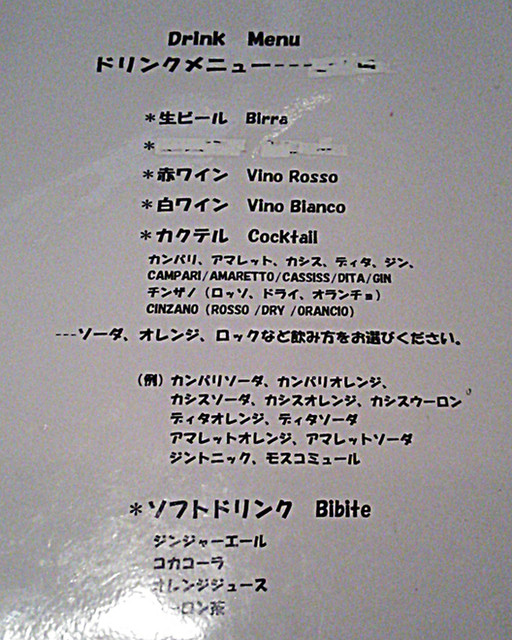 Drink Menu
ドリンクメニュー---
*生ビール Birra
*
*赤ワイン Vino Rosso
*白ワイン Vino Bianco
*カクテル Cocktail
カンパリ、アマレット、カシス、ディタ、ジン、
CAMPARI/AMARETTO/CASSISS/DITA/GIN
チンザノ（ロッソ、ドライ、オランチョ）
CINZANO (ROSSO /DRY /ORANCIO)
---ソーダ、オレンジ、ロックなど飲み方をお選びください。
（例）カンパリソーダ、カンパリオレンジ、
カシスソーダ、カシスオレンジ、カシスウーロン
ディタオレンジ、ディタソーダ
アマレットオレンジ、アマレットソーダ
ジントニック、モスコミュール
*ソフトドリンク Bibite
ジンジャーエール
コカコーラ
オレンジジュース
ーロン茶